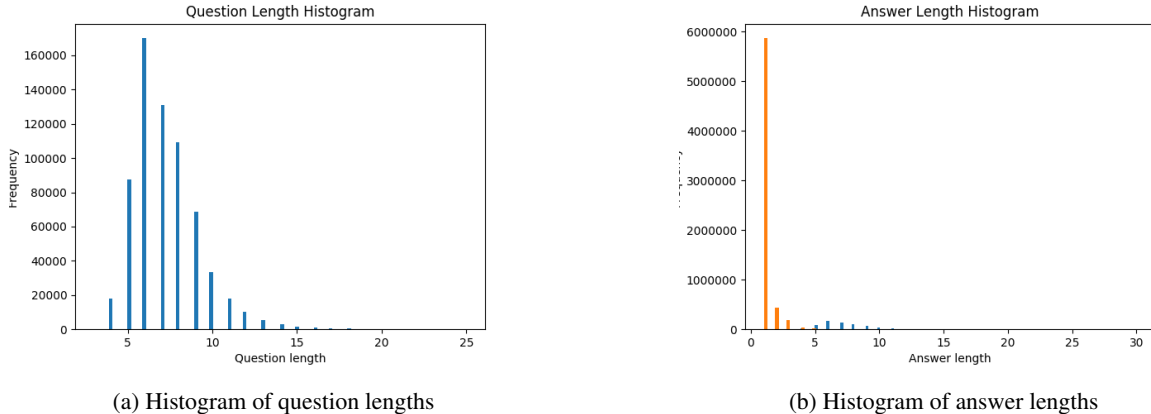 Question Length Histogram
160000
140000
120000
100000
80000
60000
40000
20000
0
Frequency
5 10 15 20 25
Question length
(a) Histogram of question lengths
Answer Length Histogram
6000000
5000000
4000000
3000000
2000000
1000000
0
0 5 10 15 20 25 30
Answer length
(b) Histogram of answer lengths